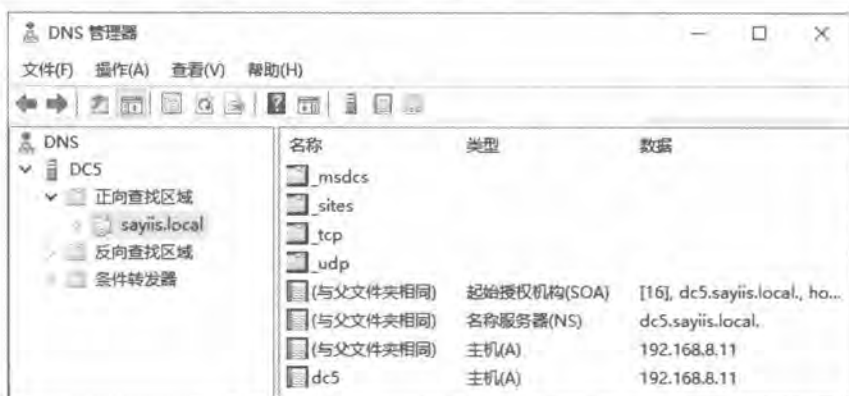 DNS 管理器
文件(F) 操作(A) 查看(V) 帮助(H)
DNS
DC5
正向查找区域
sayiis.local
反向查找区域
条件转发器
名称 类型 数据
_msdcs
_sites
_tcp
_udp
(与父文件夹相同) 起始授权机构(SOA) [16], dc5.sayiis.local., ho...
(与父文件夹相同) 名称服务器(NS) dc5.sayiis.local.
(与父文件夹相同) 主机(A) 192.168.8.11
dc5 主机(A) 192.168.8.11